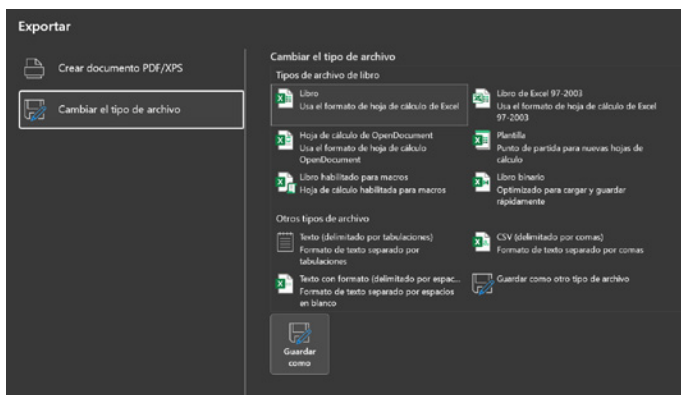 Exportar
Crear documento PDF/XPS
Cambiar el tipo de archivo
Cambiar el tipo de archivo
Tipos de archivo de libro
Libro
Usa el formato de hoja de cálculo de Excel
Libro de Excel 97-2003
Usa el formato de hoja de cálculo de Excel
97-2003
Hoja de cálculo de OpenDocument
Usa el formato de hoja de cálculo
OpenDocument
Plantilla
Punto de partida para nuevas hojas de
cálculo
Libro habilitado para macros
Hoja de cálculo habilitada para macros
Libro binario
Optimizado para cargar y guardar
rápidamente
Otros tipos de archivo
Texto (delimitado por tabulaciones)
Formato de texto separado por
tabulaciones
CSV (delimitado por comas)
Formato de texto separado por comas
Texto con formato (delimitado por espac...
Formato de texto separado por espacios
en blanco
Guardar como otro tipo de archivo
Guardar
como